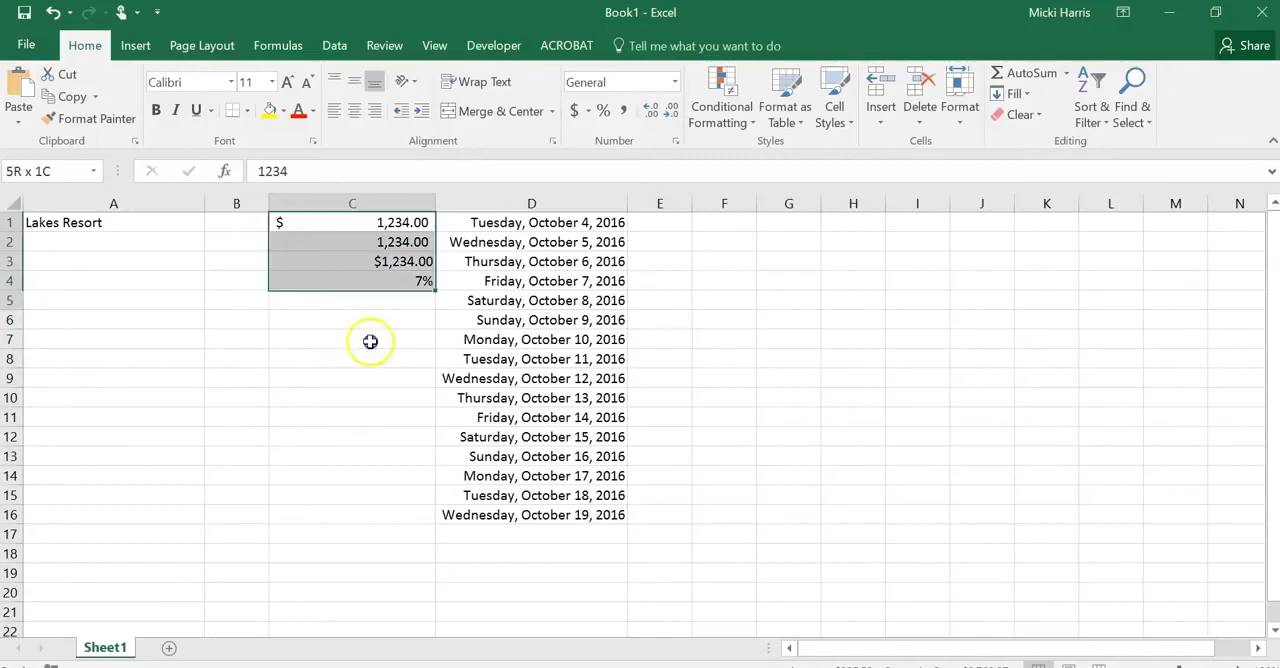 Book1 - Excel
Micki Harris
File Home Insert Page Layout Formulas Data Review View Developer ACROBAT Tell me what you want to do Share
Paste
Cut
Copy
Format Painter
Clipboard
Calibri 11
B I U
Font
Wrap Text
Merge & Center
Alignment
General
$ % ,
Number
Conditional Formatting
Format as Table
Cell Styles
Styles
Insert Delete Format
Cells
AutoSum
Fill
Clear
Sort & Filter
Find & Select
Editing
5R x 1C fx 1234
A B C D E F G H I J K L M N
1 Lakes Resort $ 1,234.00 Tuesday, October 4, 2016
2 1,234.00 Wednesday, October 5, 2016
3 $1,234.00 Thursday, October 6, 2016
4 7% Friday, October 7, 2016
5 Saturday, October 8, 2016
6 Sunday, October 9, 2016
7 Monday, October 10, 2016
8 Tuesday, October 11, 2016
9 Wednesday, October 12, 2016
10 Thursday, October 13, 2016
11 Friday, October 14, 2016
12 Saturday, October 15, 2016
13 Sunday, October 16, 2016
14 Monday, October 17, 2016
15 Tuesday, October 18, 2016
16 Wednesday, October 19, 2016
17
18
19
20
21
22
Sheet1